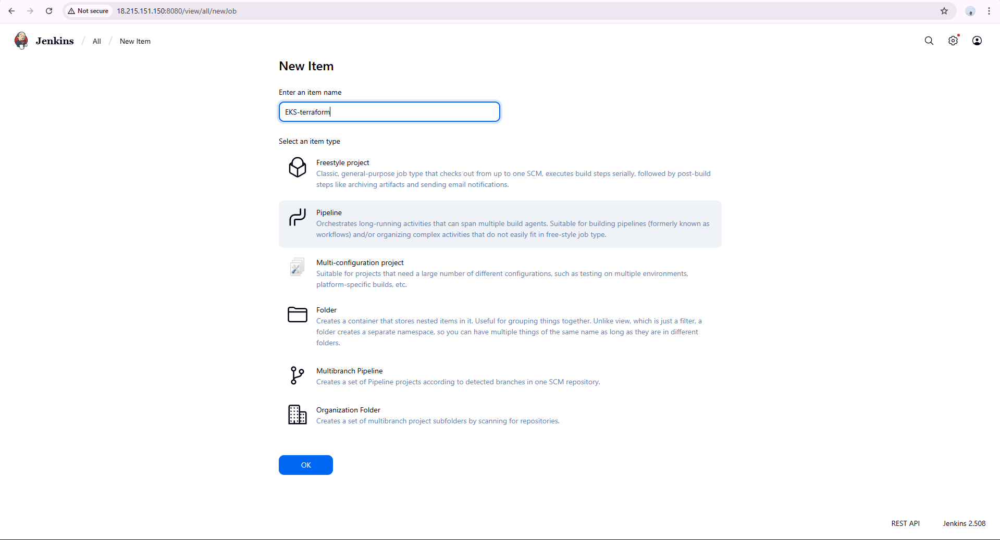 Not secure 18.215.151.150:8080/view/all/newJob
Jenkins / All / New Item
New Item
Enter an item name
EKS-terraform
Select an item type
Freestyle project
Classic, general-purpose job type that checks out from up to one SCM, executes build steps serially, followed by post-build
steps like archiving artifacts and sending email notifications.
Pipeline
Orchestrates long-running activities that can span multiple build agents. Suitable for building pipelines (formerly known as
workflows) and/or organizing complex activities that do not easily fit in free-style job type.
Multi-configuration project
Suitable for projects that need a large number of different configurations, such as testing on multiple environments,
platform-specific builds, etc.
Folder
Creates a container that stores nested items in it. Useful for grouping things together. Unlike view, which is just a filter, a
folder creates a separate namespace, so you can have multiple things of the same name as long as they are in different
folders.
Multibranch Pipeline
Creates a set of Pipeline projects according to detected branches in one SCM repository.
Organization Folder
Creates a set of multibranch project subfolders by scanning for repositories.
OK
REST API Jenkins 2.508